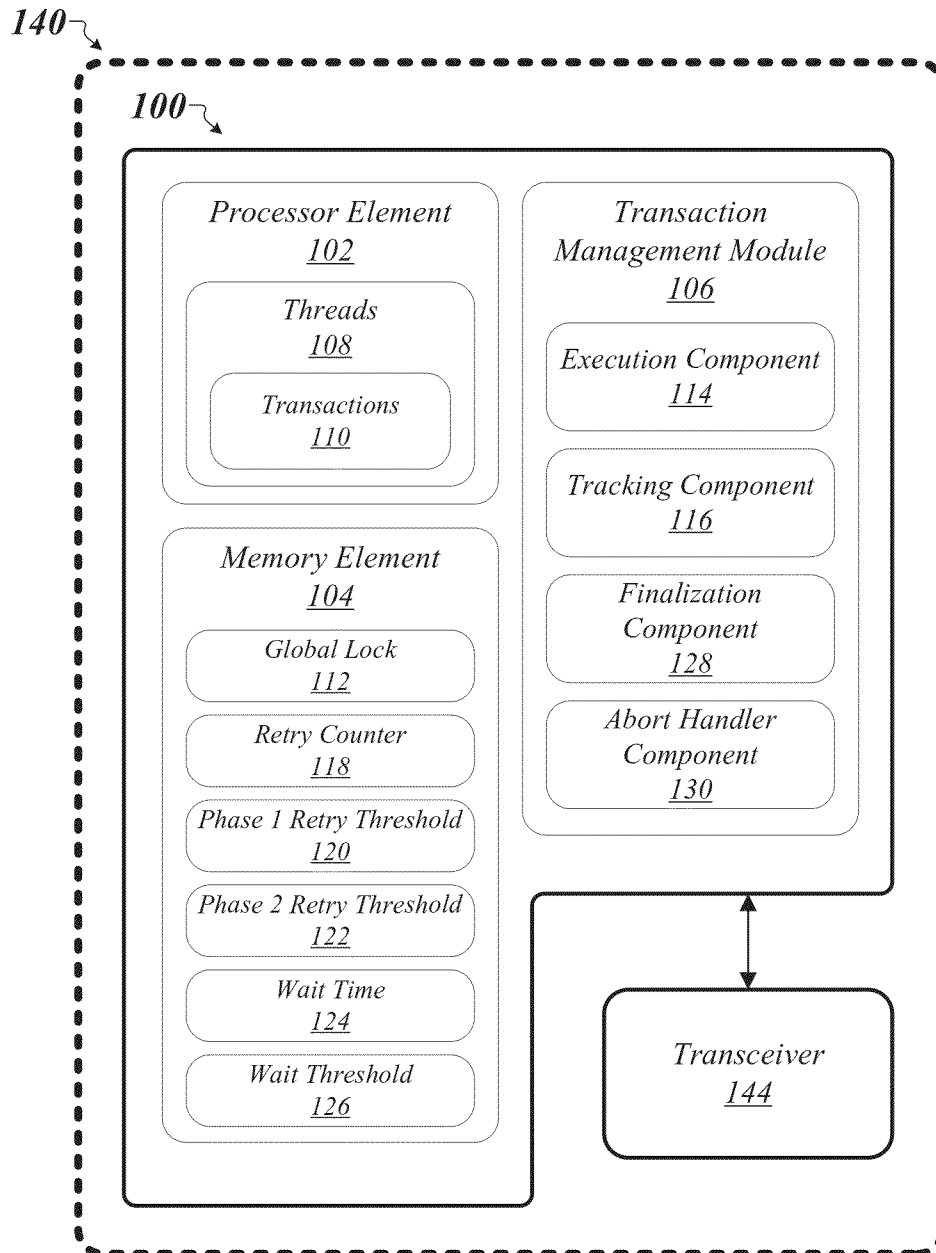 140
100
Processor Element
102
Threads
108
Transactions
110
Memory Element
104
Global Lock
112
Retry Counter
118
Phase 1 Retry Threshold
120
Phase 2 Retry Threshold
122
Wait Time
124
Wait Threshold
126
Transaction
Management Module
106
Execution Component
114
Tracking Component
116
Finalization
Component
128
Abort Handler
Component
130
Transceiver
144